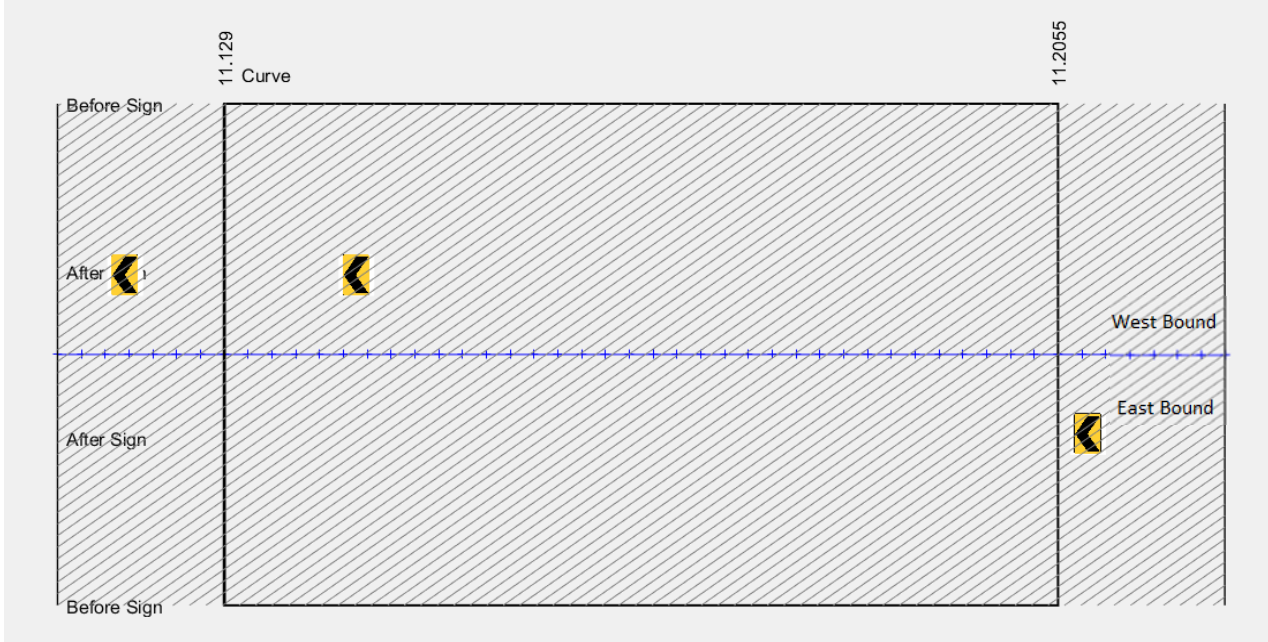 11.129
11.2055
Curve
Before Sign
After
West Bound
East Bound
After Sign
Before Sign